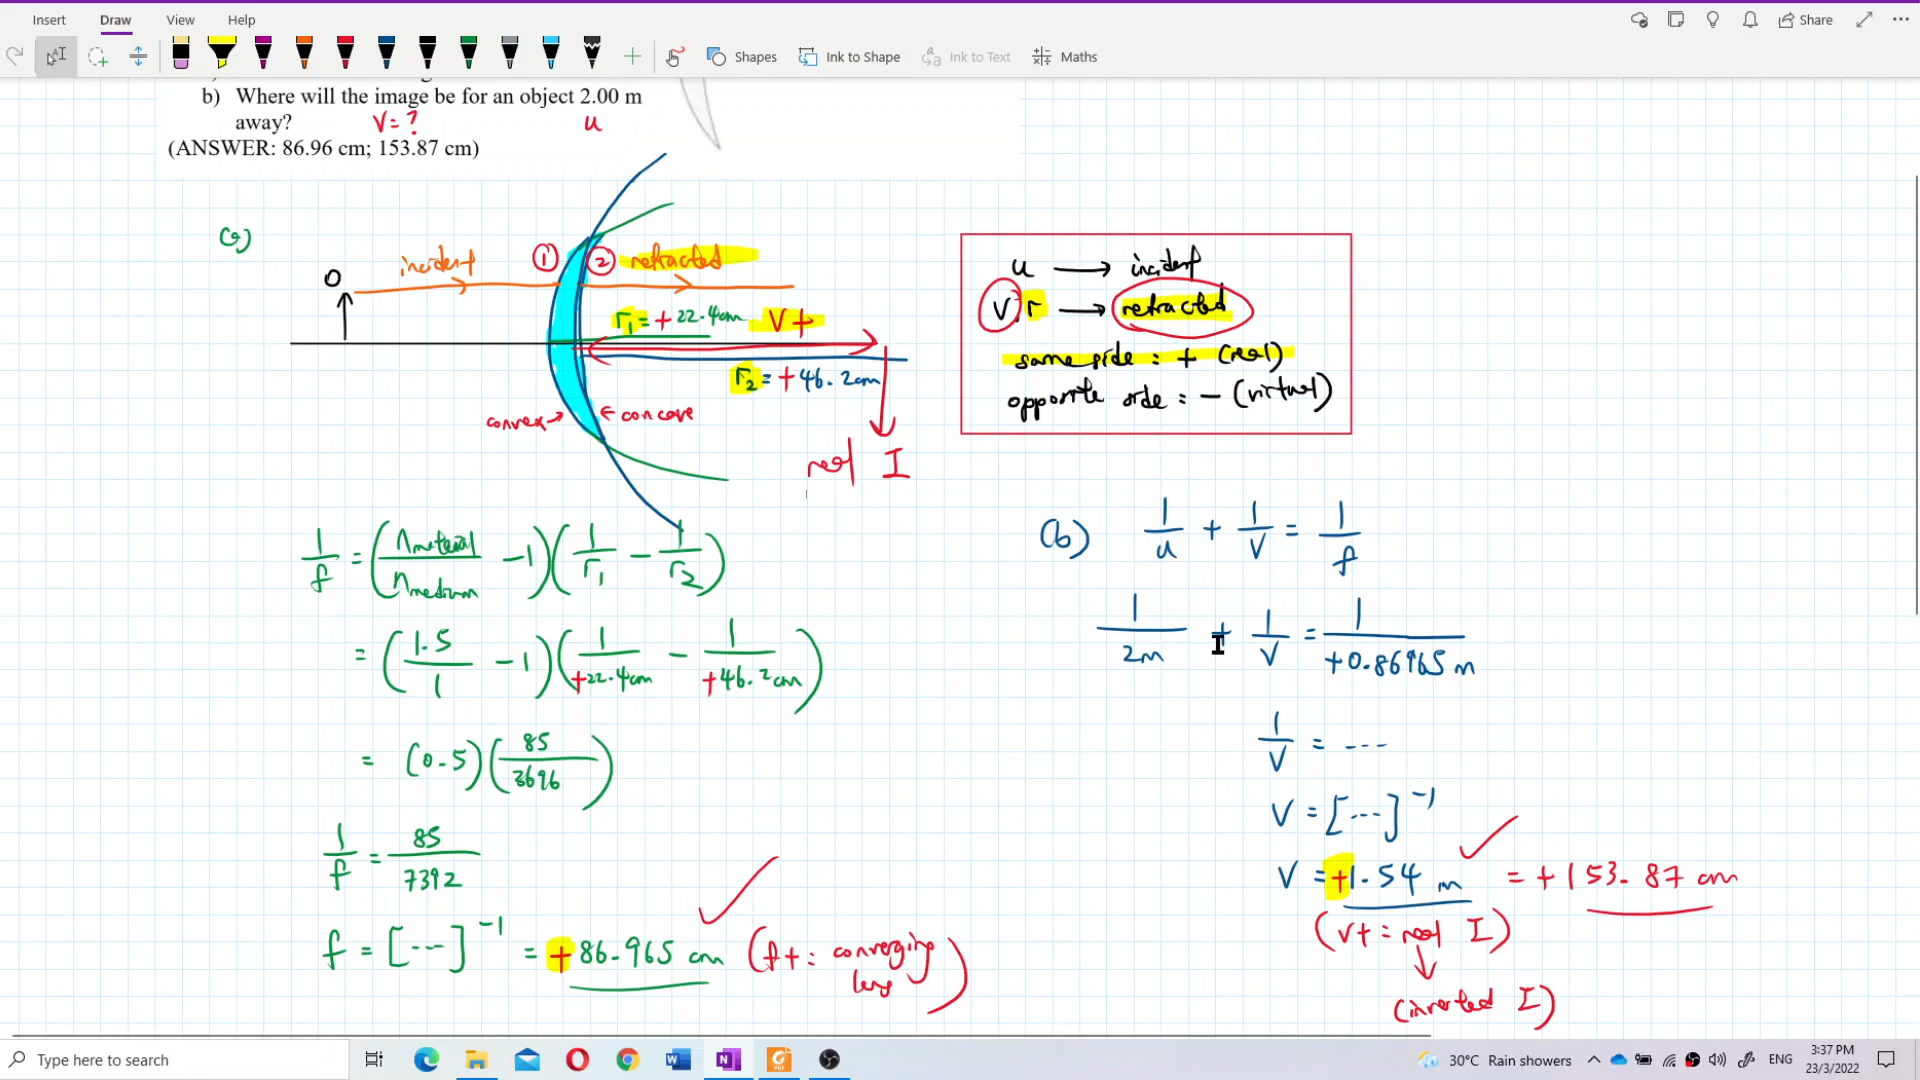 Insert Draw View Help Share
Shapes Ink to Shape Ink to Text Maths
b) Where will the image be for an object 2.00 m
away? V = ? u
(ANSWER: 86.96 cm; 153.87 cm)
(a)
O incident ① ② refracted
r₁ = + 22.4cm V +
r₂ = + 46.2cm
convex → ← concave
real I
u → incident
V, r → refracted
same side : + (real)
opposite side : - (virtual)
1/f = (n material / n medium - 1)(1/r₁ - 1/r₂)
= (1.5/1 - 1)(1/+22.4cm - 1/+46.2cm)
= (0.5)(85/3696)
1/f = 85/7392
f = [---]⁻¹ = + 86.965 cm (f+ : converging
lens)
(b) 1/u + 1/V = 1/f
1/2m + 1/V = 1/+0.86965 m
1/V = ---
V = [---]⁻¹
V = +1.54 m = + 153.87 cm
(V+ = real I)
↓
(inverted I)
Type here to search
30°C Rain showers ENG 3:37 PM
23/3/2022